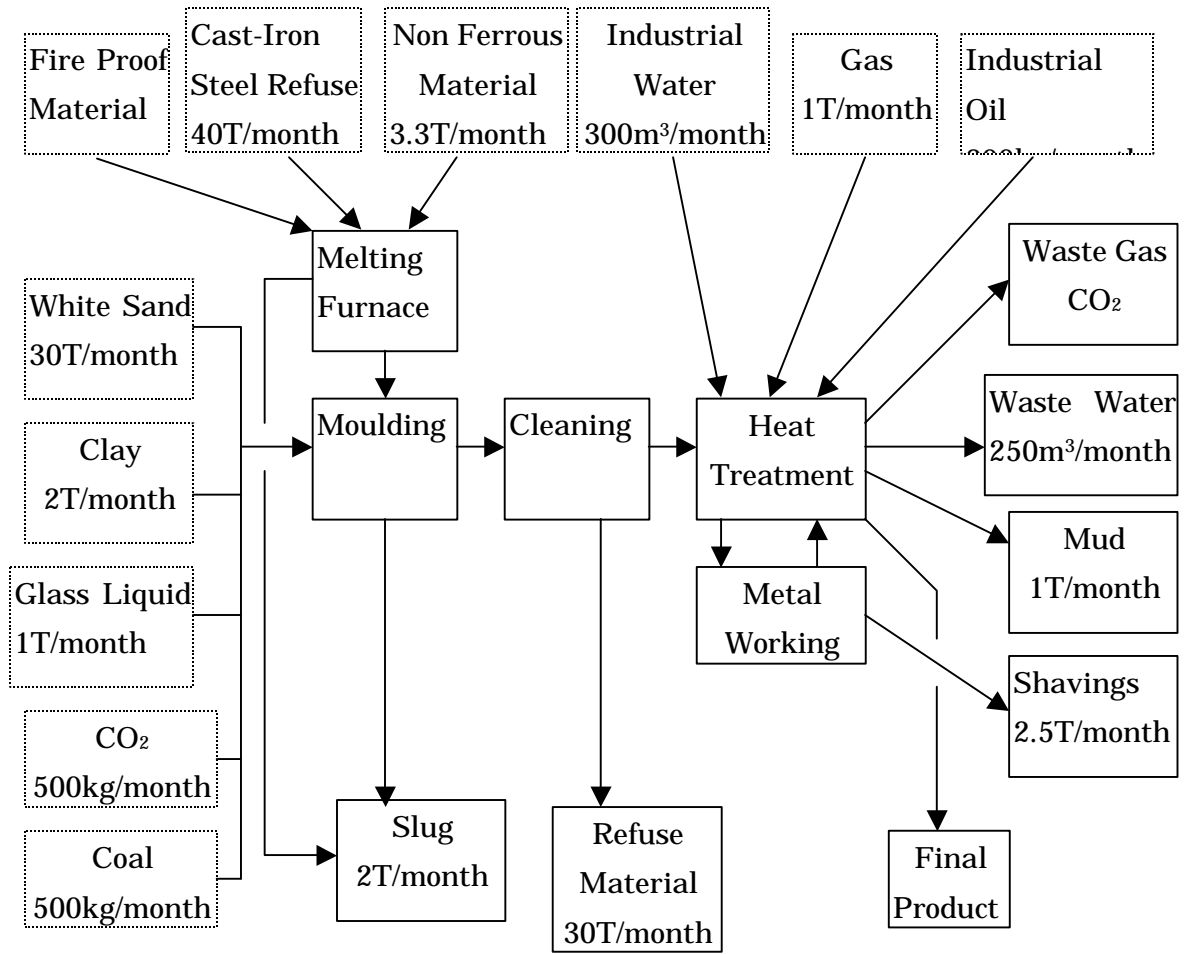 Fire Proof
Material
Cast-Iron
Steel Refuse
40T/month
Non Ferrous
Material
3.3T/month
Industrial
Water
300m³/month
Gas
1T/month
Industrial
Oil
Melting
Furnace
White Sand
30T/month
Clay
2T/month
Glass Liquid
1T/month
CO₂
500kg/month
Coal
500kg/month
Moulding
Cleaning
Heat
Treatment
Metal
Working
Waste Gas
CO₂
Waste Water
250m³/month
Mud
1T/month
Shavings
2.5T/month
Slug
2T/month
Refuse
Material
30T/month
Final
Product